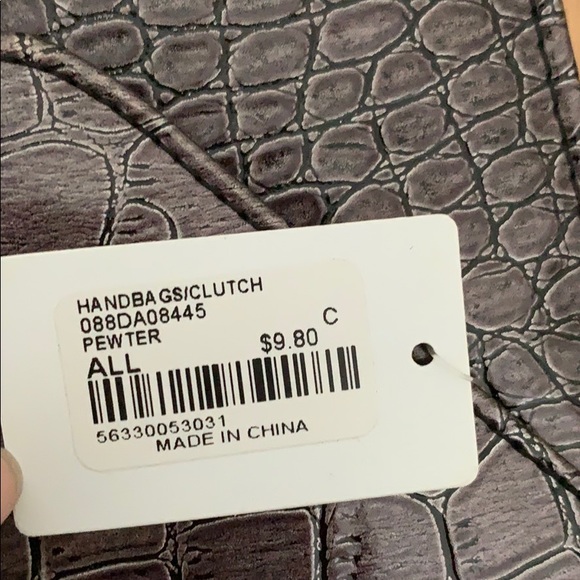 HANDBAGS/CLUTCH
088DA08445
PEWTER
C
$9.80
ALL
56330053031
MADE IN CHINA